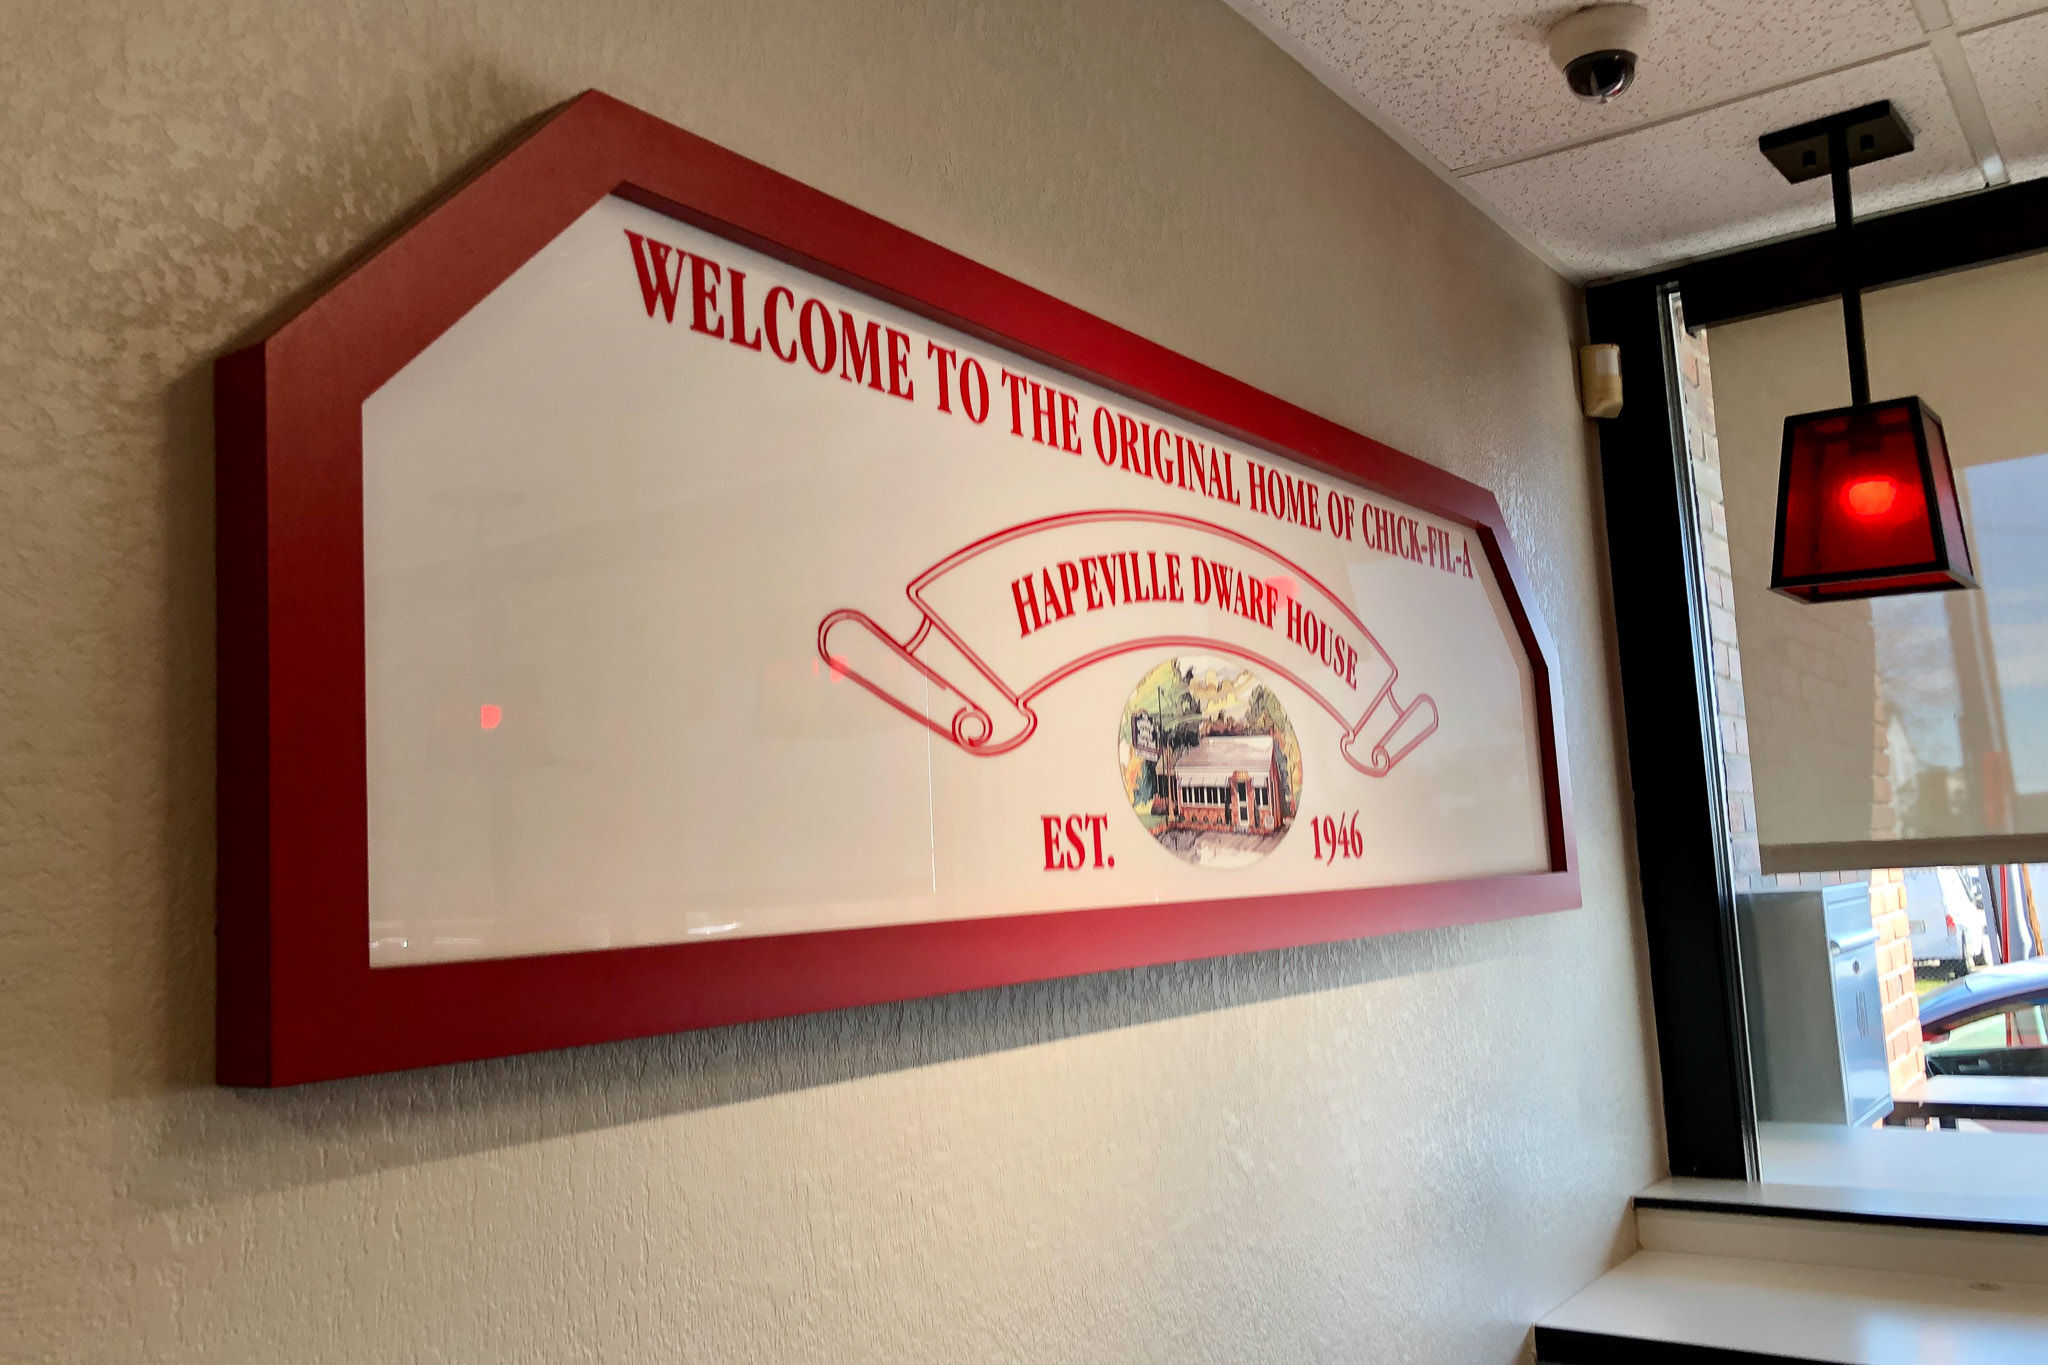 WELCOME TO THE ORIGINAL HOME OF CHICK-FIL-A
HAPEVILLE DWARF HOUSE
EST. 1946